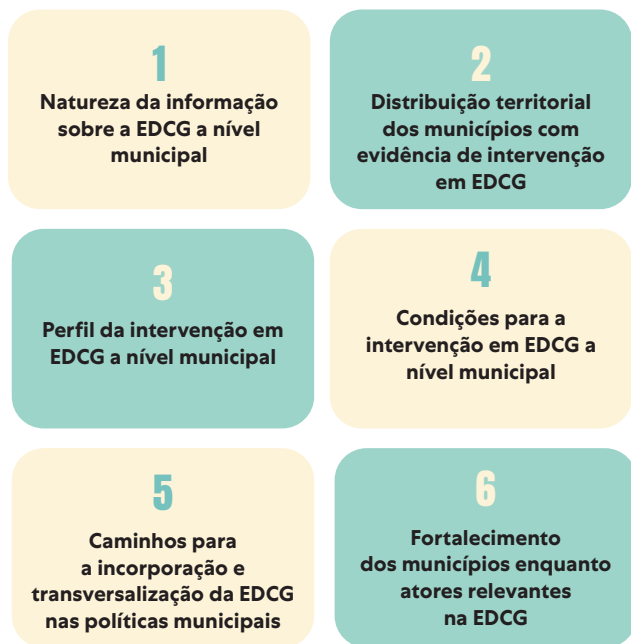 1
Natureza da informação
sobre a EDCG a nível
municipal
2
Distribuição territorial
dos municípios com
evidência de intervenção
em EDCG
3
Perfil da intervenção em
EDCG a nível municipal
4
Condições para a
intervenção em EDCG a
nível municipal
5
Caminhos para
a incorporação e
transversalização da EDCG
nas políticas municipais
6
Fortalecimento
dos municípios enquanto
atores relevantes
na EDCG